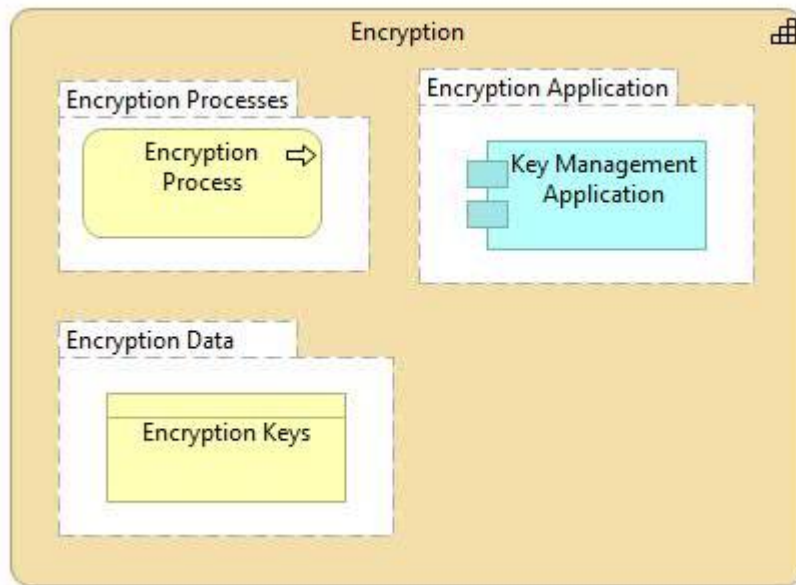 Encryption
Encryption Processes
Encryption
Process
Encryption Application
Key Management
Application
Encryption Data
Encryption Keys